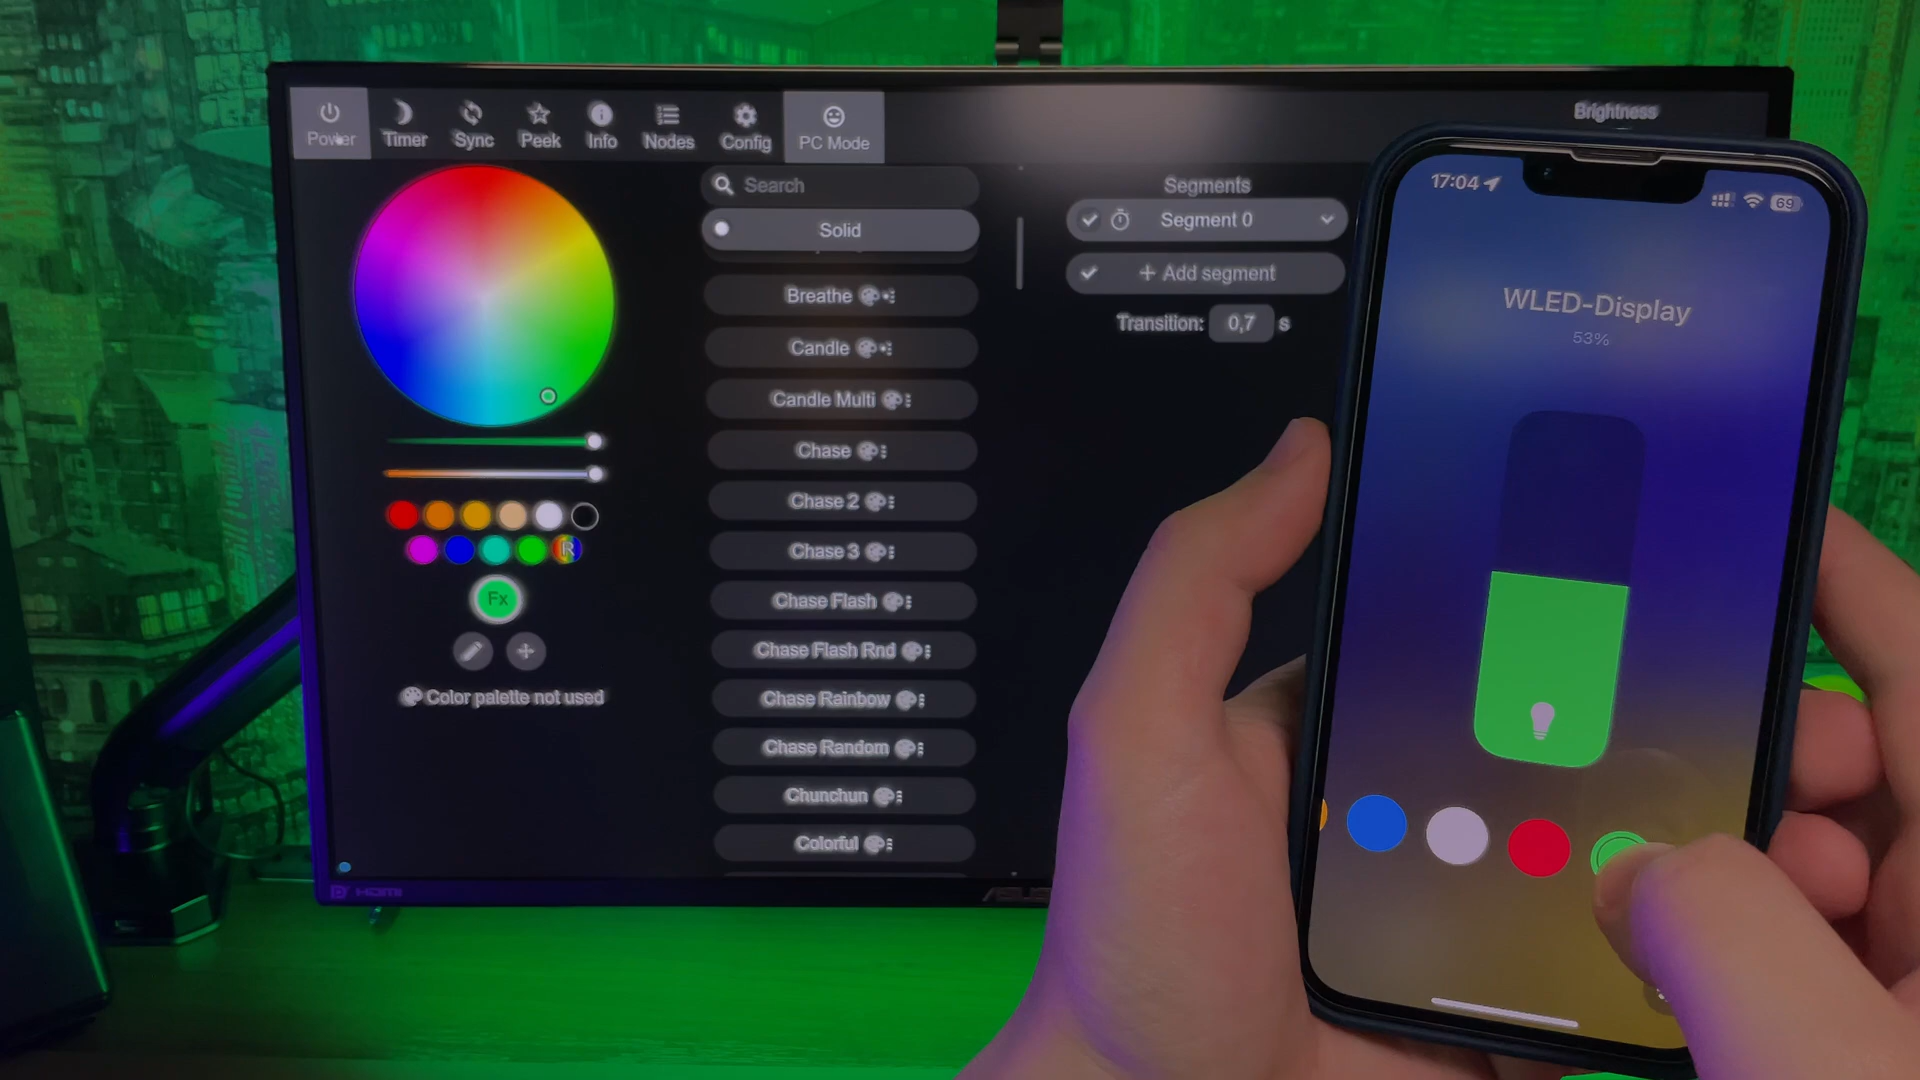 Power
Timer
Sync
Peek
Info
Nodes
Config
PC Mode
Brightness
Search
Solid
Breathe
Candle
Candle Multi
Chase
Chase 2
Chase 3
Chase Flash
Chase Flash Rnd
Chase Rainbow
Chase Random
Chunchun
Colorful
R
Fx
Color palette not used
Segments
Segment 0
+ Add segment
Transition: 0,7 s
HDMI
ASUS
17:04
69
WLED-Display
53%